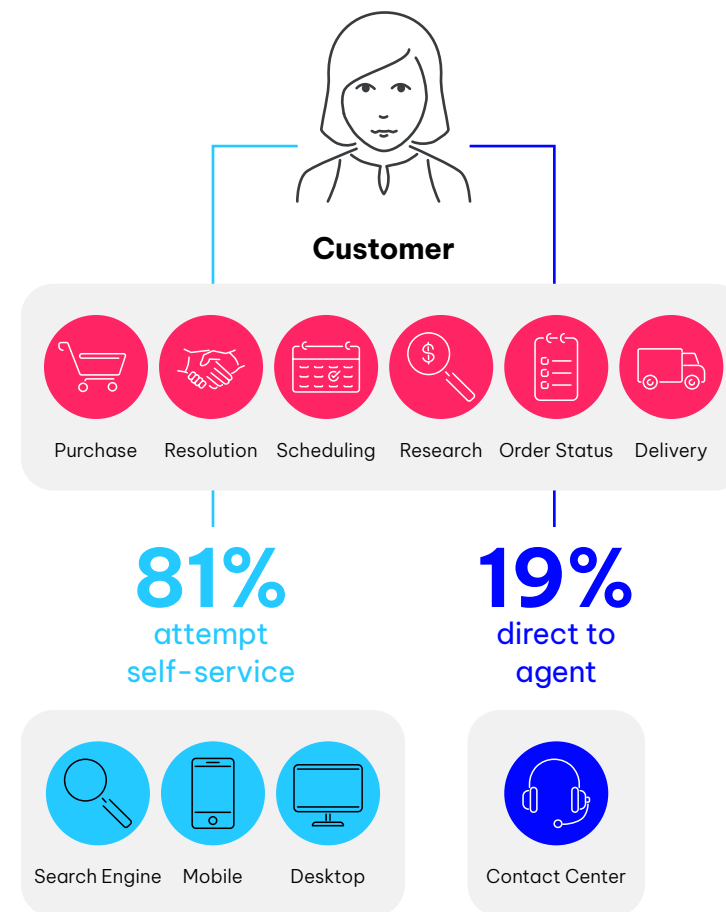 Customer
Purchase
Resolution
Scheduling
Research
Order Status
Delivery
81%
attempt
self-service
19%
direct to
agent
Search Engine
Mobile
Desktop
Contact Center